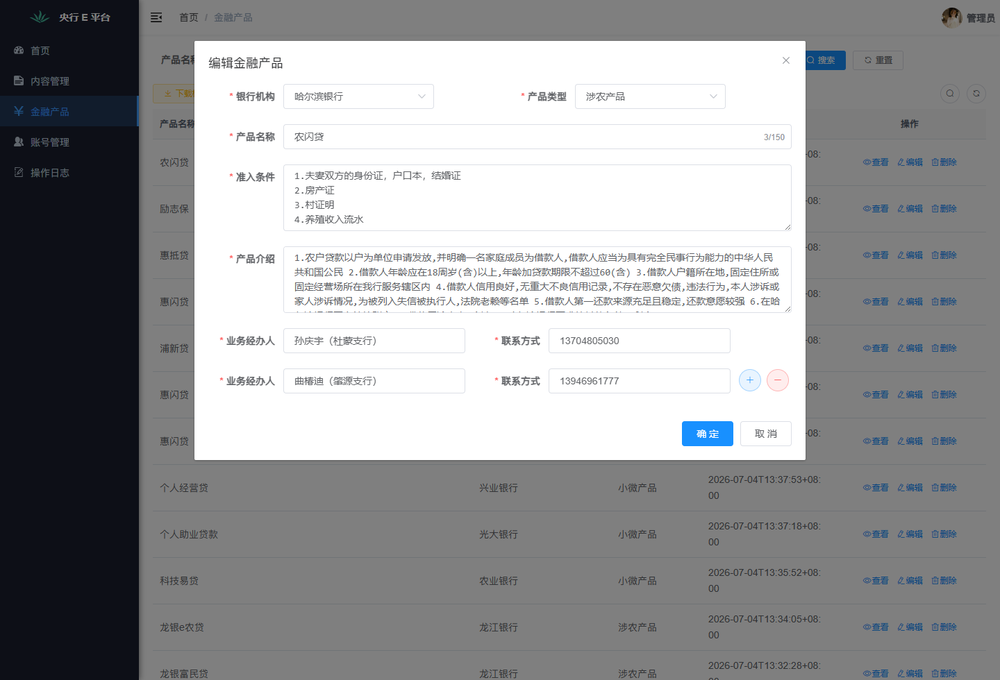 央行 E 平台
首页
内容管理
金融产品
账号管理
操作日志
首页 / 金融产品
管理员
产品名称
搜索
重置
下载
产品名称
操作
编辑金融产品
* 银行机构 哈尔滨银行
* 产品类型 涉农产品
* 产品名称 农闪贷 3/150
* 准入条件
1.夫妻双方的身份证，户口本，结婚证
2.房产证
3.村证明
4.养殖收入流水
* 产品介绍
1.农户贷款以户为单位申请发放,并明确一名家庭成员为借款人,借款人应当为具有完全民事行为能力的中华人民
共和国公民 2.借款人年龄应在18周岁(含)以上,年龄加贷款期限不超过60(含) 3.借款人户籍所在地,固定住所或
固定经营场所在我行服务辖区内 4.借款人信用良好,无重大不良信用记录,不存在恶意欠债,违法行为,本人涉诉或
家人涉诉情况,为被列入失信被执行人,法院老赖等名单 5.借款人第一还款来源充足且稳定,还款意愿较强 6.在哈
* 业务经办人 孙庆宇（杜蒙支行） * 联系方式 13704805030
* 业务经办人 曲椿迪（肇源支行） * 联系方式 13946961777
确 定 取 消
农闪贷 -08: 查看 编辑 删除
励志保 -08: 查看 编辑 删除
惠抵贷 -08: 查看 编辑 删除
惠闪贷 -08: 查看 编辑 删除
浦新贷 -08: 查看 编辑 删除
惠闪贷 -08: 查看 编辑 删除
惠闪贷 -08: 查看 编辑 删除
个人经营贷 兴业银行 小微产品 2026-07-04T13:37:53+08: 查看 编辑 删除
00
个人助业贷款 光大银行 小微产品 2026-07-04T13:37:18+08: 查看 编辑 删除
00
科技易贷 农业银行 小微产品 2026-07-04T13:35:52+08: 查看 编辑 删除
00
龙银e农贷 龙江银行 涉农产品 2026-07-04T13:34:05+08: 查看 编辑 删除
00
龙银富民贷 龙江银行 涉农产品 2026-07-04T13:32:28+08: 查看 编辑 删除